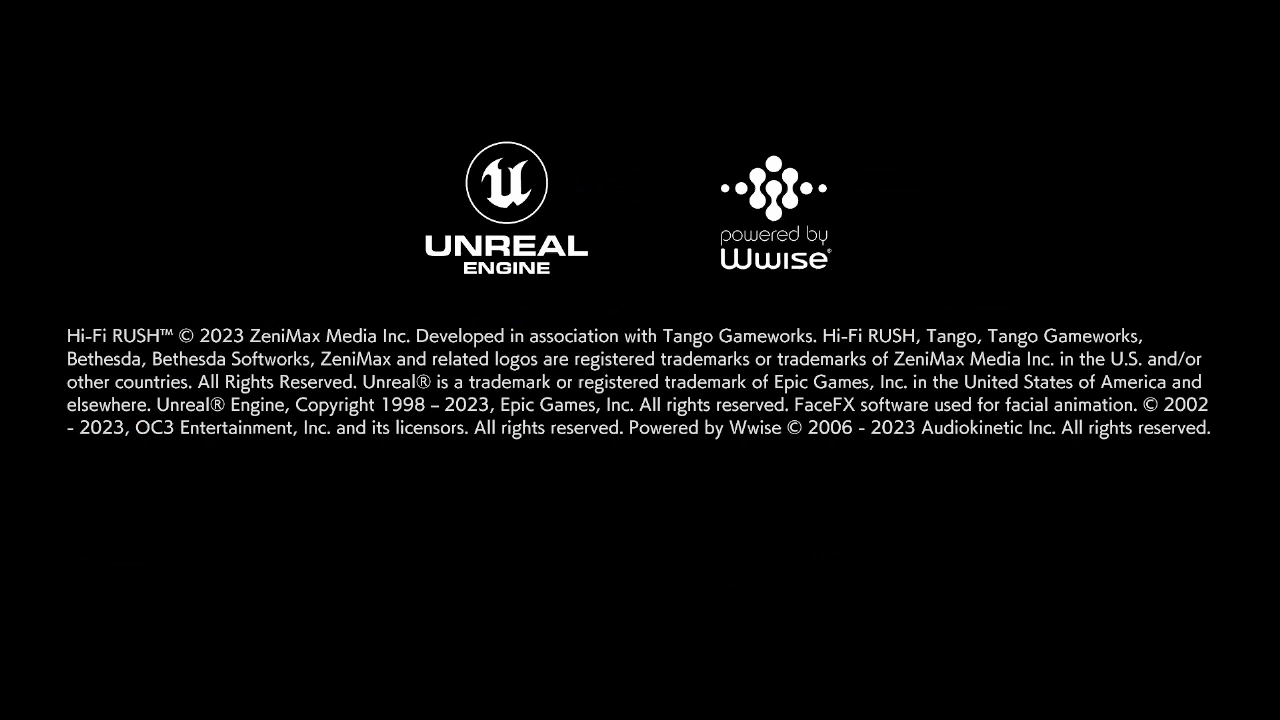 UNREAL
ENGINE
powered by
Wwise®
Hi-Fi RUSH™ © 2023 ZeniMax Media Inc. Developed in association with Tango Gameworks. Hi-Fi RUSH, Tango, Tango Gameworks,
Bethesda, Bethesda Softworks, ZeniMax and related logos are registered trademarks or trademarks of ZeniMax Media Inc. in the U.S. and/or
other countries. All Rights Reserved. Unreal® is a trademark or registered trademark of Epic Games, Inc. in the United States of America and
elsewhere. Unreal® Engine, Copyright 1998 – 2023, Epic Games, Inc. All rights reserved. FaceFX software used for facial animation. © 2002
- 2023, OC3 Entertainment, Inc. and its licensors. All rights reserved. Powered by Wwise © 2006 - 2023 Audiokinetic Inc. All rights reserved.